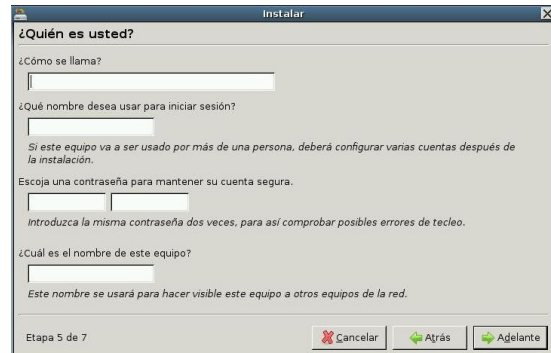 Instalar
¿Quién es usted?
¿Cómo se llama?
¿Qué nombre desea usar para iniciar sesión?
Si este equipo va a ser usado por más de una persona, deberá configurar varias cuentas después de
la instalación.
Escoja una contraseña para mantener su cuenta segura.
Introduzca la misma contraseña dos veces, para así comprobar posibles errores de tecleo.
¿Cuál es el nombre de este equipo?
Este nombre se usará para hacer visible este equipo a otros equipos de la red.
Etapa 5 de 7
Cancelar
Atrás
Adelante